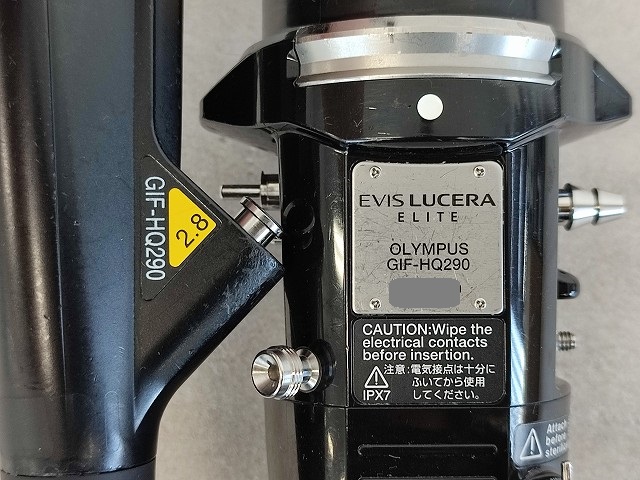 GIF-HQ290
2.8
EVIS LUCERA
ELITE
OLYMPUS
GIF-HQ290
CAUTION:Wipe the
electrical contacts
before insertion.
注意:電気接点は十分に
ふいてから使用
してください。
IPX7
Attach
before